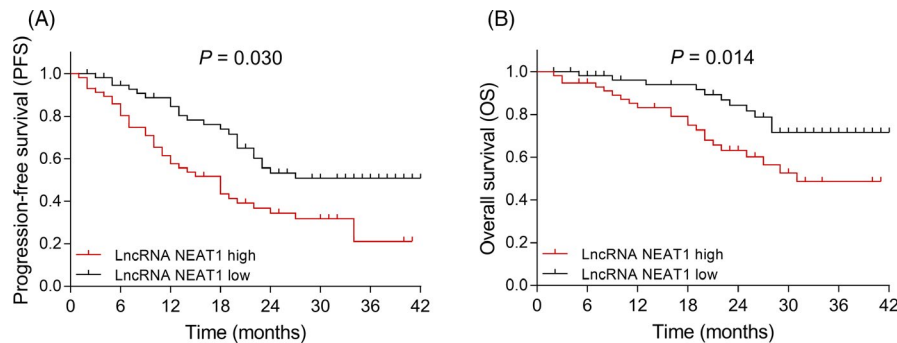 (A)
P = 0.030
Progression-free survival (PFS)
1.0
0.8
0.6
0.4
0.2
0.0
LncRNA NEAT1 high
LncRNA NEAT1 low
0 6 12 18 24 30 36 42
Time (months)
(B)
P = 0.014
Overall survival (OS)
1.0
0.8
0.6
0.4
0.2
0.0
LncRNA NEAT1 high
LncRNA NEAT1 low
0 6 12 18 24 30 36 42
Time (months)